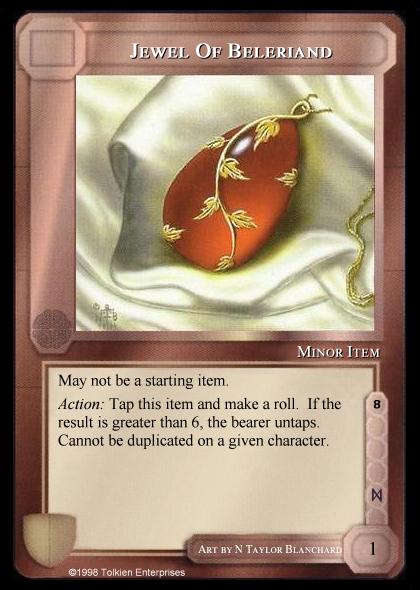 JEWEL OF BELERIAND
MINOR ITEM
May not be a starting item.
Action: Tap this item and make a roll. If the
result is greater than 6, the bearer untaps.
Cannot be duplicated on a given character.
8
ART BY N TAYLOR BLANCHARD
1
©1998 Tolkien Enterprises